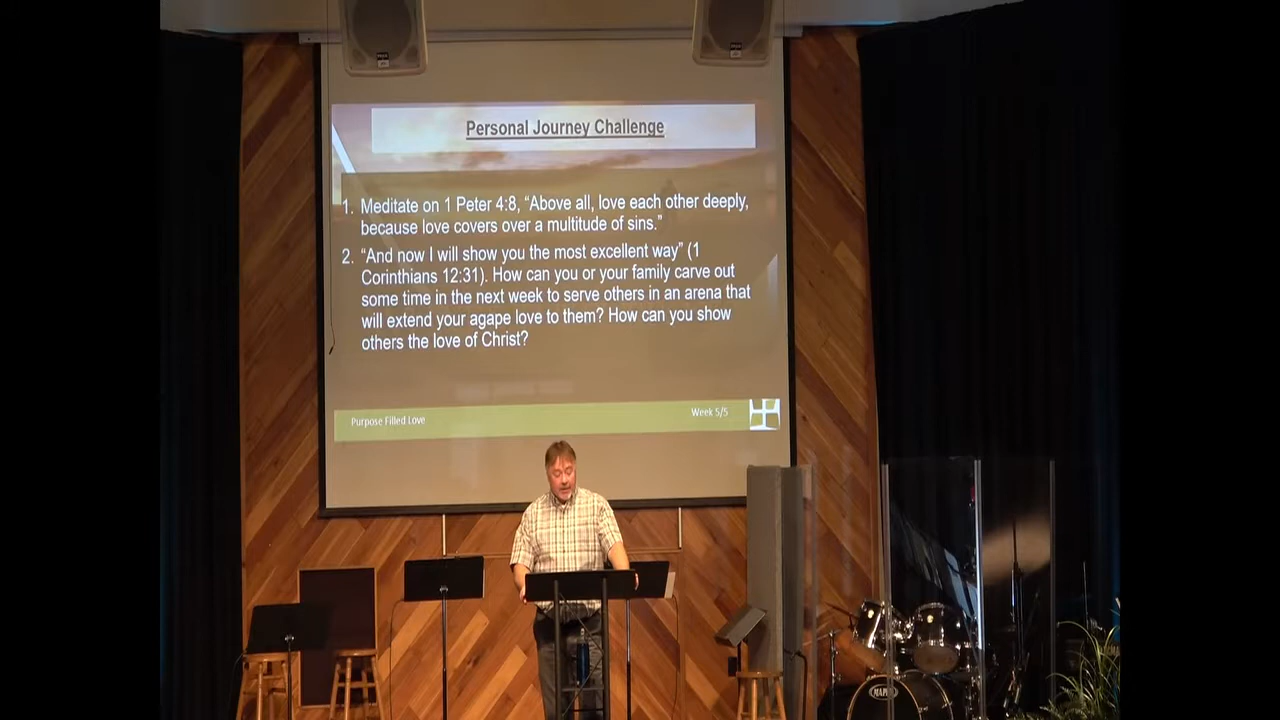 Personal Journey Challenge
1. Meditate on 1 Peter 4:8, “Above all, love each other deeply,
because love covers over a multitude of sins.”
2. “And now I will show you the most excellent way” (1
Corinthians 12:31). How can you or your family carve out
some time in the next week to serve others in an arena that
will extend your agape love to them? How can you show
others the love of Christ?
Purpose Filled Love
Week 5/5
MAPEX